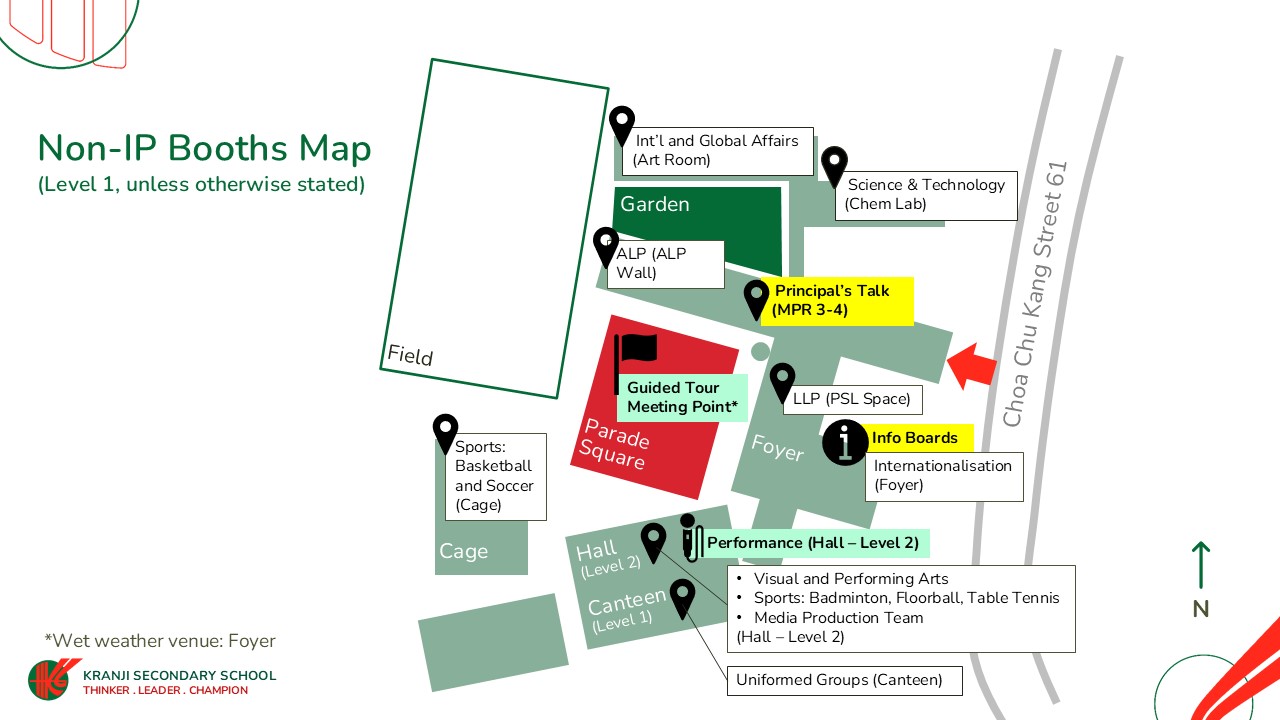 Non-IP Booths Map
(Level 1, unless otherwise stated)
Int'l and Global Affairs
(Art Room)
Science & Technology
(Chem Lab)
Garden
ALP (ALP
Wall)
Principal's Talk
(MPR 3-4)
Choa Chu Kang Street 61
Field
Guided Tour
Meeting Point*
LLP (PSL Space)
Parade
Square
Foyer
Info Boards
Internationalisation
(Foyer)
Sports:
Basketball
and Soccer
(Cage)
Cage
Hall
(Level 2)
Performance (Hall – Level 2)
Canteen
(Level 1)
• Visual and Performing Arts
• Sports: Badminton, Floorball, Table Tennis
• Media Production Team
(Hall – Level 2)
Uniformed Groups (Canteen)
N
*Wet weather venue: Foyer
KRANJI SECONDARY SCHOOL
THINKER . LEADER . CHAMPION